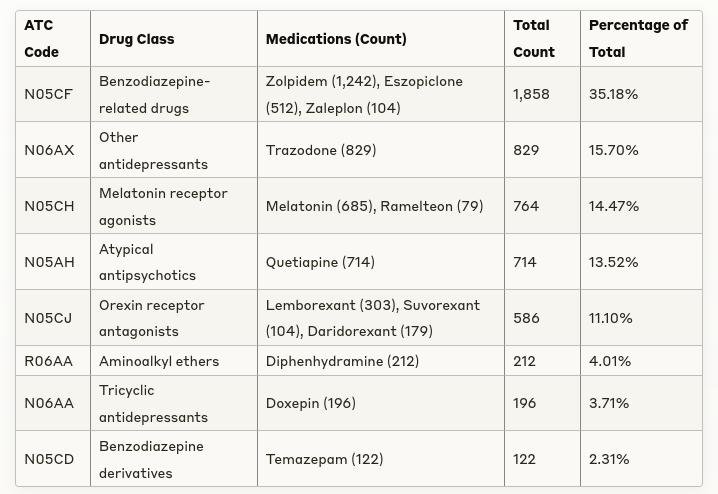 ATC Code | Drug Class | Medications (Count) | Total Count | Percentage of Total
N05CF | Benzodiazepine-related drugs | Zolpidem (1,242), Eszopiclone (512), Zaleplon (104) | 1,858 | 35.18%
N06AX | Other antidepressants | Trazodone (829) | 829 | 15.70%
N05CH | Melatonin receptor agonists | Melatonin (685), Ramelteon (79) | 764 | 14.47%
N05AH | Atypical antipsychotics | Quetiapine (714) | 714 | 13.52%
N05CJ | Orexin receptor antagonists | Lemborexant (303), Suvorexant (104), Daridorexant (179) | 586 | 11.10%
R06AA | Aminoalkyl ethers | Diphenhydramine (212) | 212 | 4.01%
N06AA | Tricyclic antidepressants | Doxepin (196) | 196 | 3.71%
N05CD | Benzodiazepine derivatives | Temazepam (122) | 122 | 2.31%